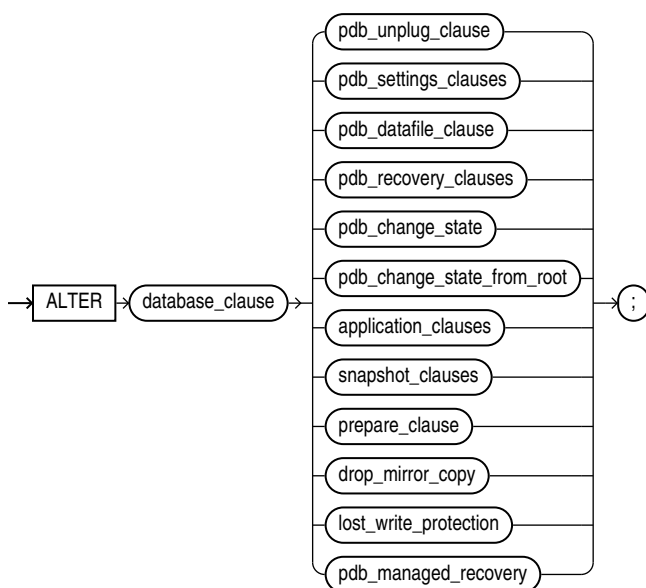 pdb_unplug_clause
pdb_settings_clauses
pdb_datafile_clause
pdb_recovery_clauses
pdb_change_state
pdb_change_state_from_root
ALTER database_clause ;
application_clauses
snapshot_clauses
prepare_clause
drop_mirror_copy
lost_write_protection
pdb_managed_recovery